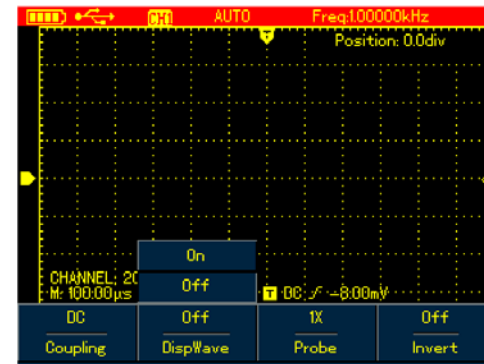 CH1 AUTO Freq:1.00000kHz
T
Position: 0.0div
On
CHANNEL: 20
Off
M: 100.00µs
T DC: -8.00mV
DC Off 1X Off
Coupling DispWave Probe Invert